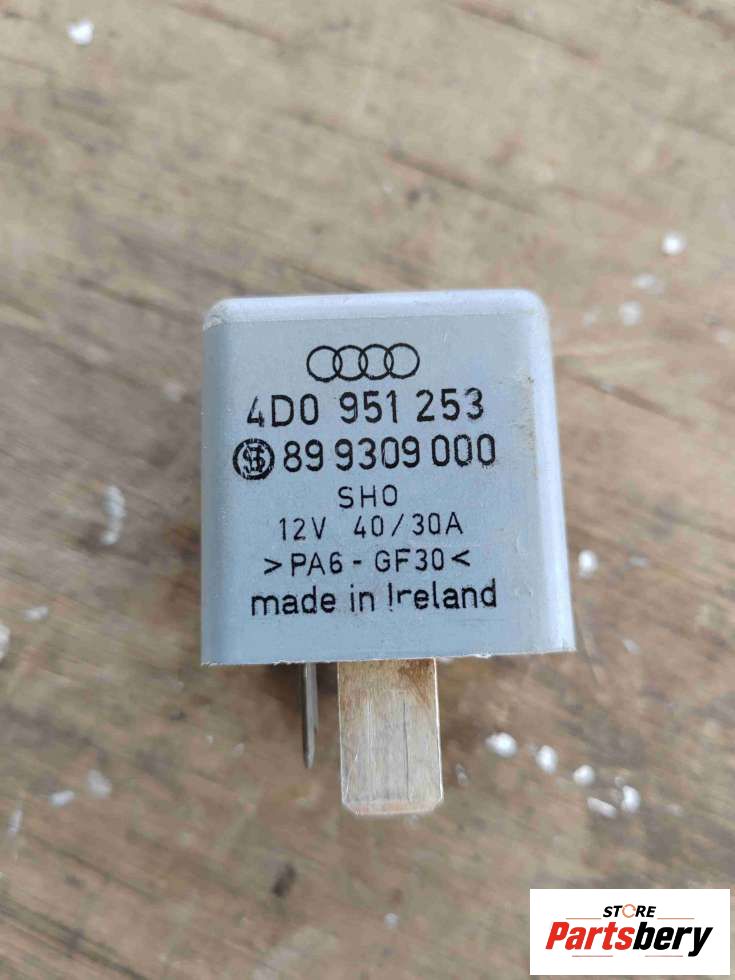 4D0 951 253
89 9309 000
SHO
12V 40/30A
>PA6-GF30<
made in Ireland
STORE
Partsbery